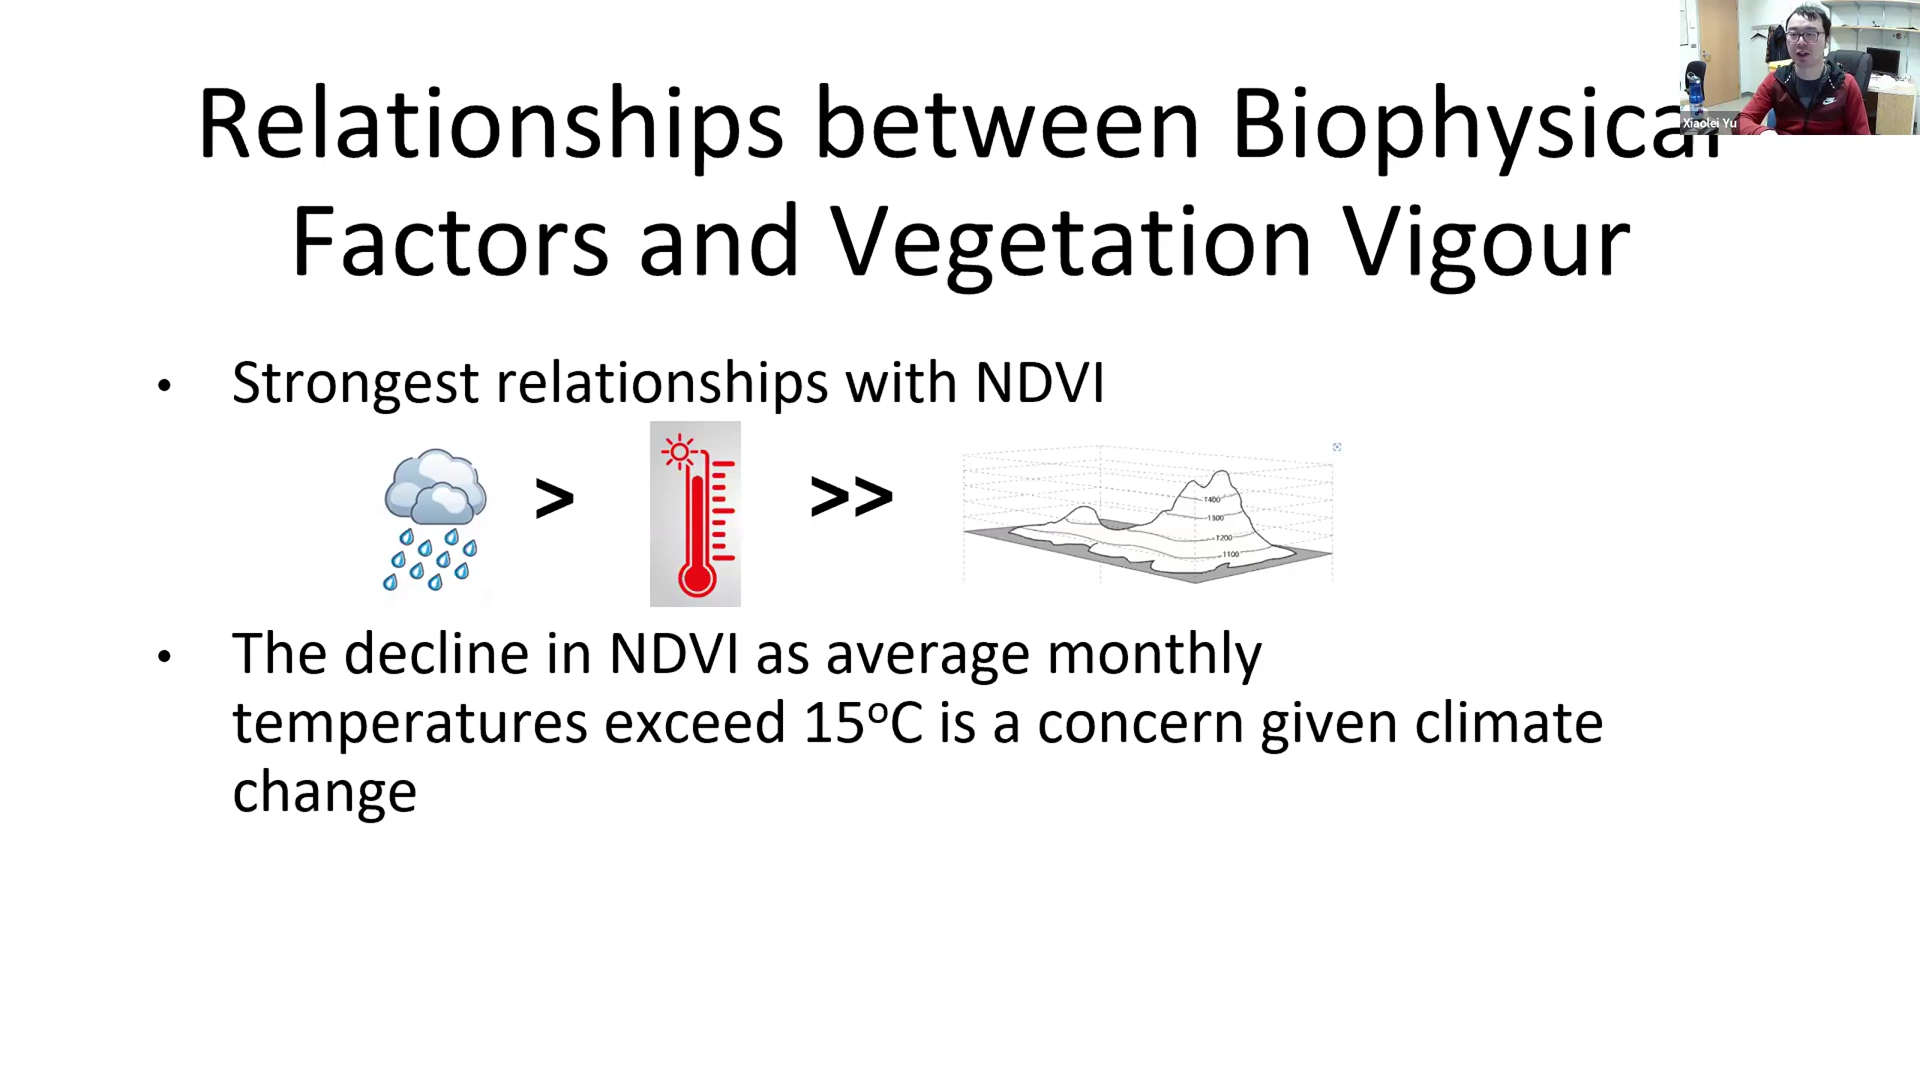 Relationships between Biophysical
Factors and Vegetation Vigour
Xiaolei Yu
• Strongest relationships with NDVI
> >>
1400
1300
1200
1100
• The decline in NDVI as average monthly
temperatures exceed 15ºC is a concern given climate
change